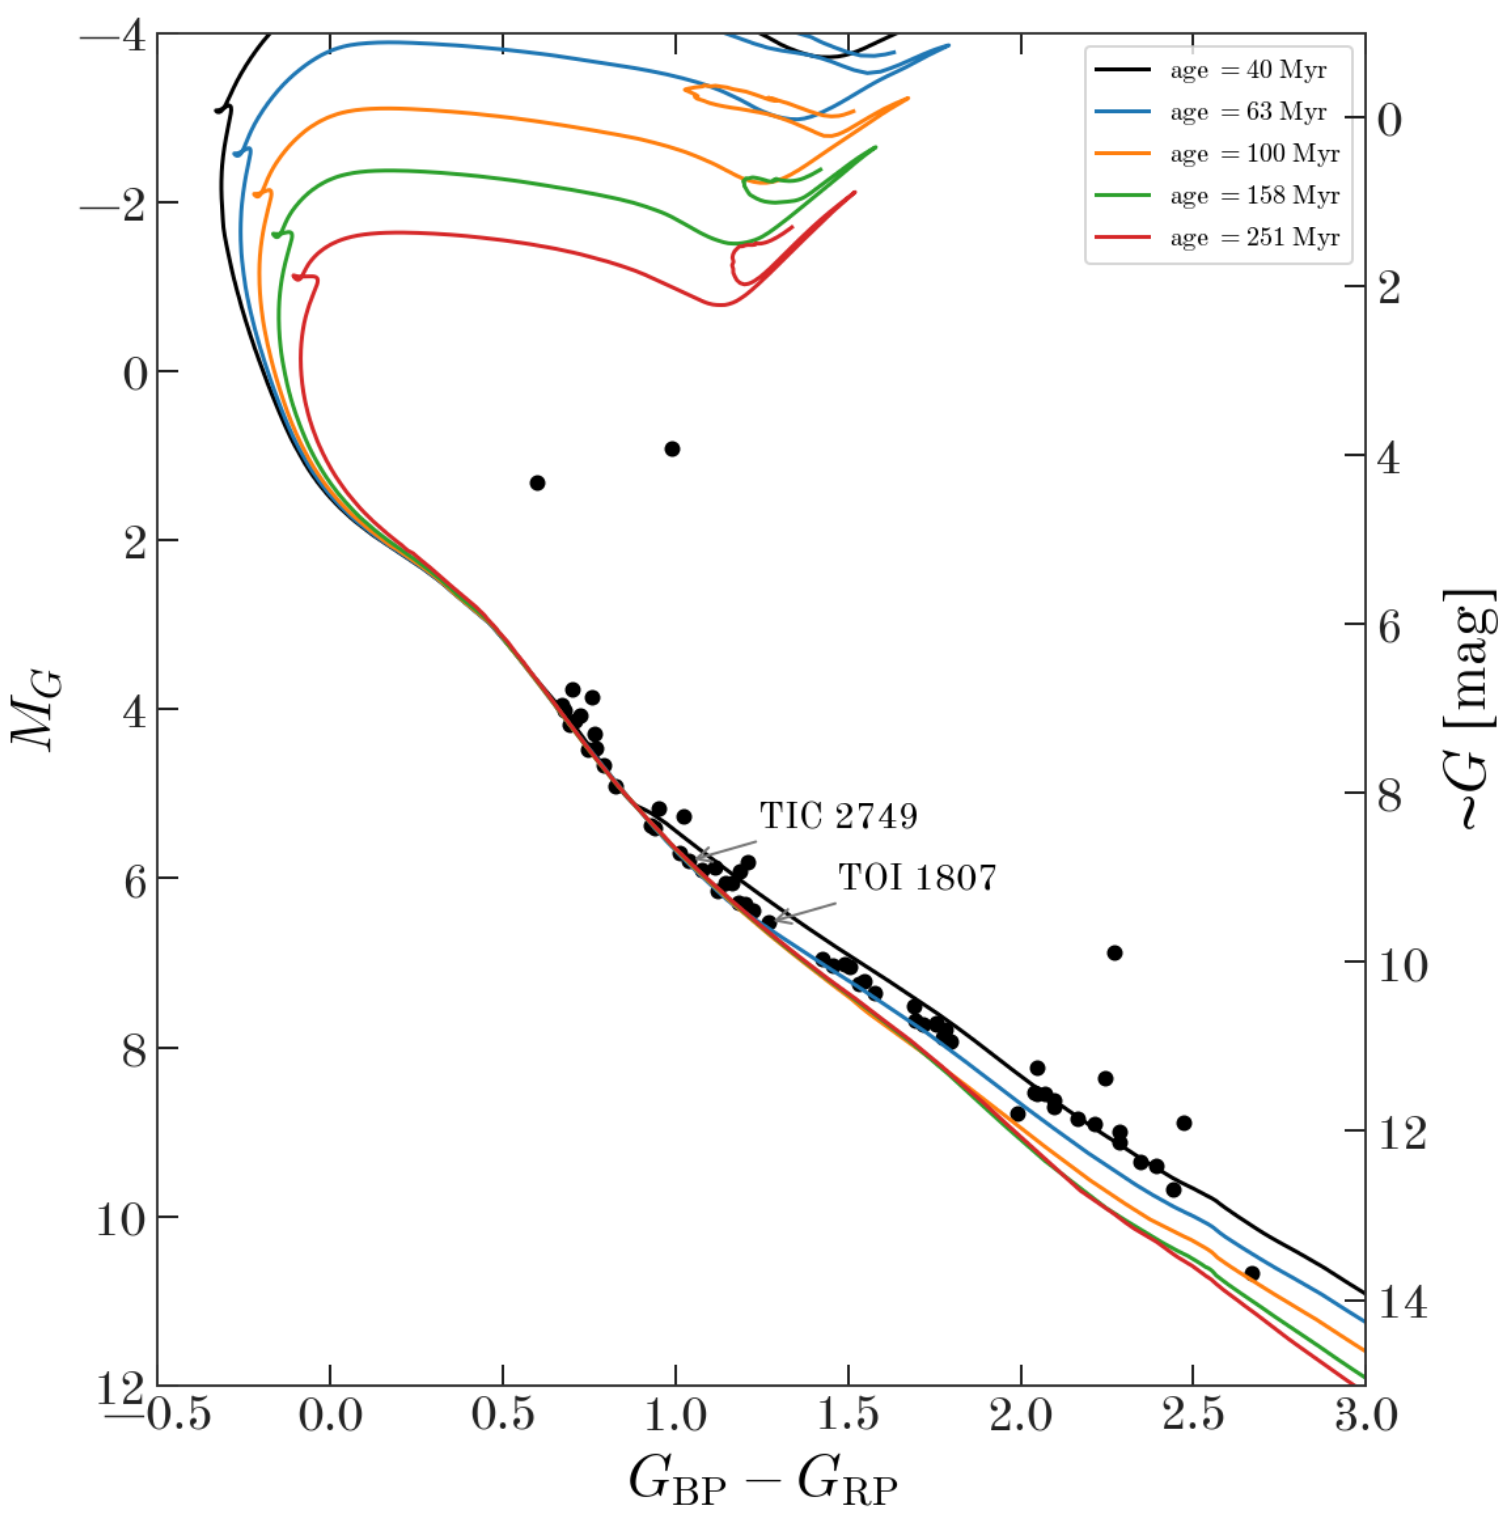 −4
−2
0
2
4
6
8
10
12
M_G
−0.5
0.0
0.5
1.0
1.5
2.0
2.5
3.0
G_BP − G_RP
0
2
4
6
8
10
12
14
~G [mag]
age = 40 Myr
age = 63 Myr
age = 100 Myr
age = 158 Myr
age = 251 Myr
TIC 2749
TOI 1807